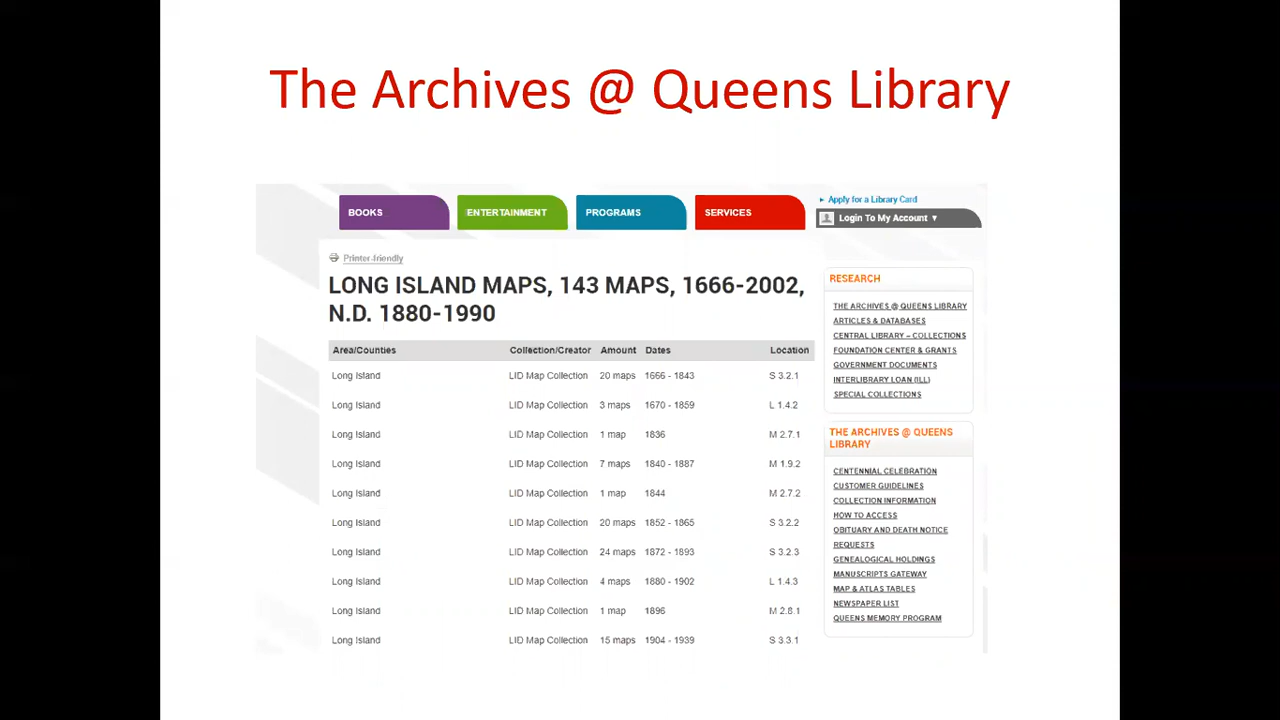 The Archives @ Queens Library
BOOKS ENTERTAINMENT PROGRAMS SERVICES
Apply for a Library Card
Login To My Account
Printer-friendly
LONG ISLAND MAPS, 143 MAPS, 1666-2002,
N.D. 1880-1990
Area/Counties Collection/Creator Amount Dates Location
Long Island LID Map Collection 20 maps 1666 - 1843 S 3.2.1
Long Island LID Map Collection 3 maps 1670 - 1859 L 1.4.2
Long Island LID Map Collection 1 map 1836 M 2.7.1
Long Island LID Map Collection 7 maps 1840 - 1887 M 1.9.2
Long Island LID Map Collection 1 map 1844 M 2.7.2
Long Island LID Map Collection 20 maps 1852 - 1865 S 3.2.2
Long Island LID Map Collection 24 maps 1872 - 1893 S 3.2.3
Long Island LID Map Collection 4 maps 1880 - 1902 L 1.4.3
Long Island LID Map Collection 1 map 1896 M 2.8.1
Long Island LID Map Collection 15 maps 1904 - 1939 S 3.3.1
RESEARCH
THE ARCHIVES @ QUEENS LIBRARY
ARTICLES & DATABASES
CENTRAL LIBRARY – COLLECTIONS
FOUNDATION CENTER & GRANTS
GOVERNMENT DOCUMENTS
INTERLIBRARY LOAN (ILL)
SPECIAL COLLECTIONS
THE ARCHIVES @ QUEENS
LIBRARY
CENTENNIAL CELEBRATION
CUSTOMER GUIDELINES
COLLECTION INFORMATION
HOW TO ACCESS
OBITUARY AND DEATH NOTICE
REQUESTS
GENEALOGICAL HOLDINGS
MANUSCRIPTS GATEWAY
MAP & ATLAS TABLES
NEWSPAPER LIST
QUEENS MEMORY PROGRAM